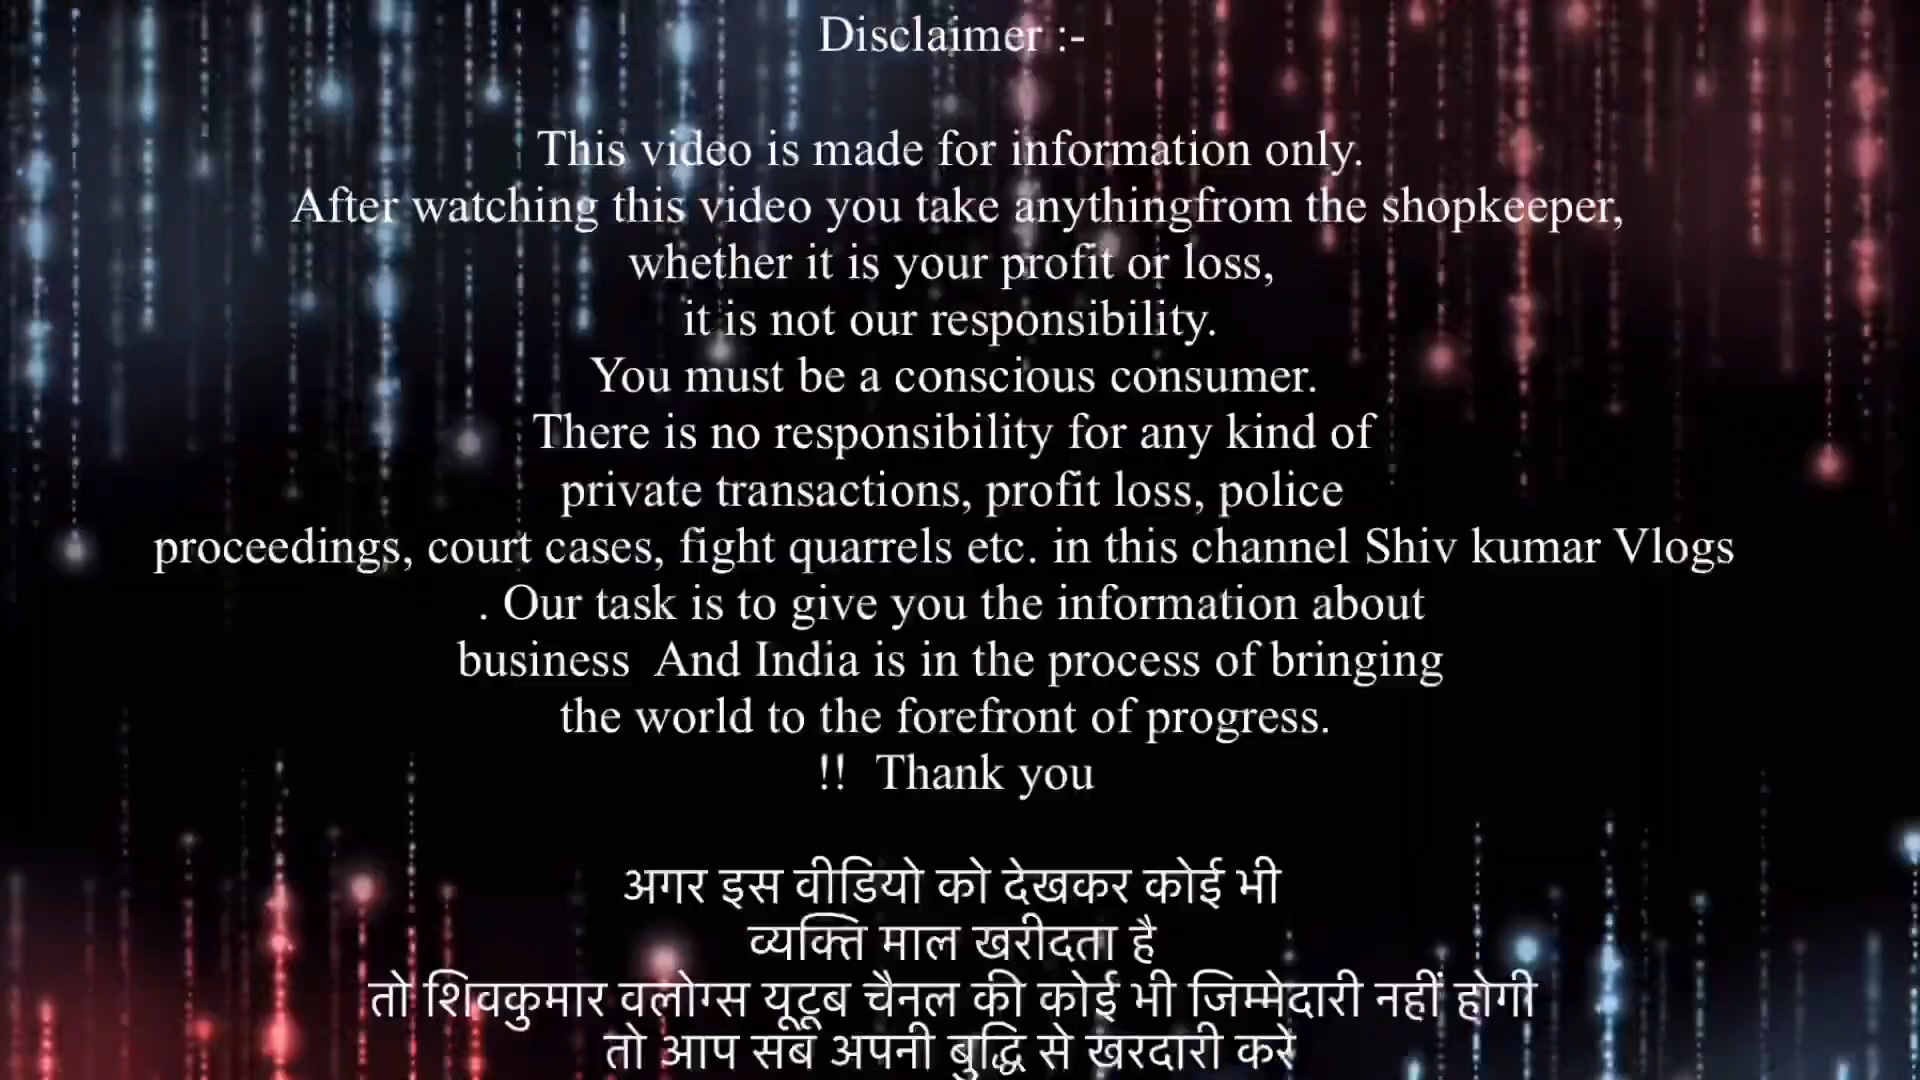 Disclaimer :-
This video is made for information only.
After watching this video you take anythingfrom the shopkeeper,
whether it is your profit or loss,
it is not our responsibility.
You must be a conscious consumer.
There is no responsibility for any kind of
private transactions, profit loss, police
proceedings, court cases, fight quarrels etc. in this channel Shiv kumar Vlogs
. Our task is to give you the information about
business  And India is in the process of bringing
the world to the forefront of progress.
!!  Thank you
अगर इस वीडियो को देखकर कोई भी
व्यक्ति माल खरीदता है
तो शिवकुमार वलोग्स यूटूब चैनल की कोई भी जिम्मेदारी नहीं होगी
तो आप सब अपनी बुद्धि से खरदारी करे